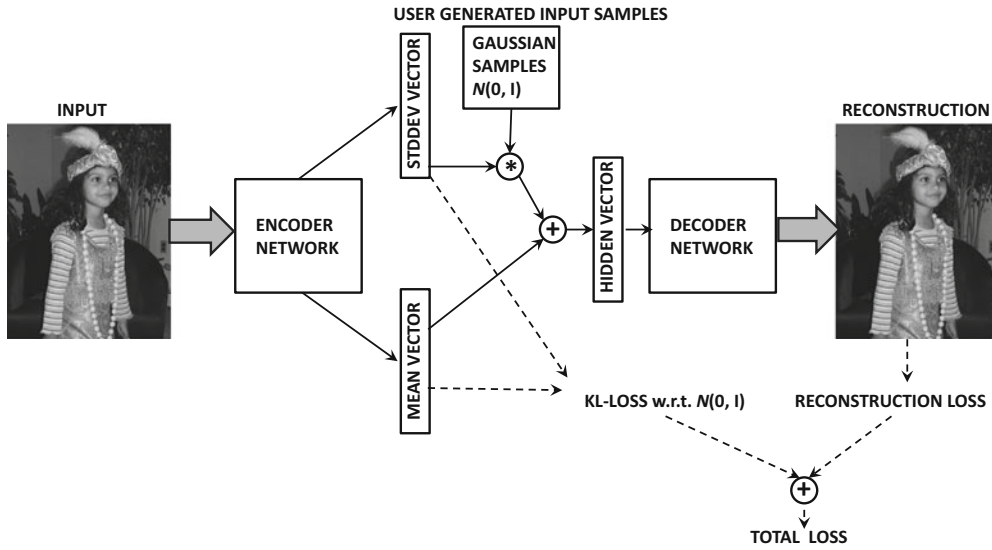 USER GENERATED INPUT SAMPLES
GAUSSIAN
SAMPLES
N(0, I)
STDDEV VECTOR
INPUT
RECONSTRUCTION
*
ENCODER
NETWORK
+
HIDDEN VECTOR
DECODER
NETWORK
MEAN VECTOR
KL-LOSS w.r.t. N(0, I)
RECONSTRUCTION LOSS
+
TOTAL LOSS